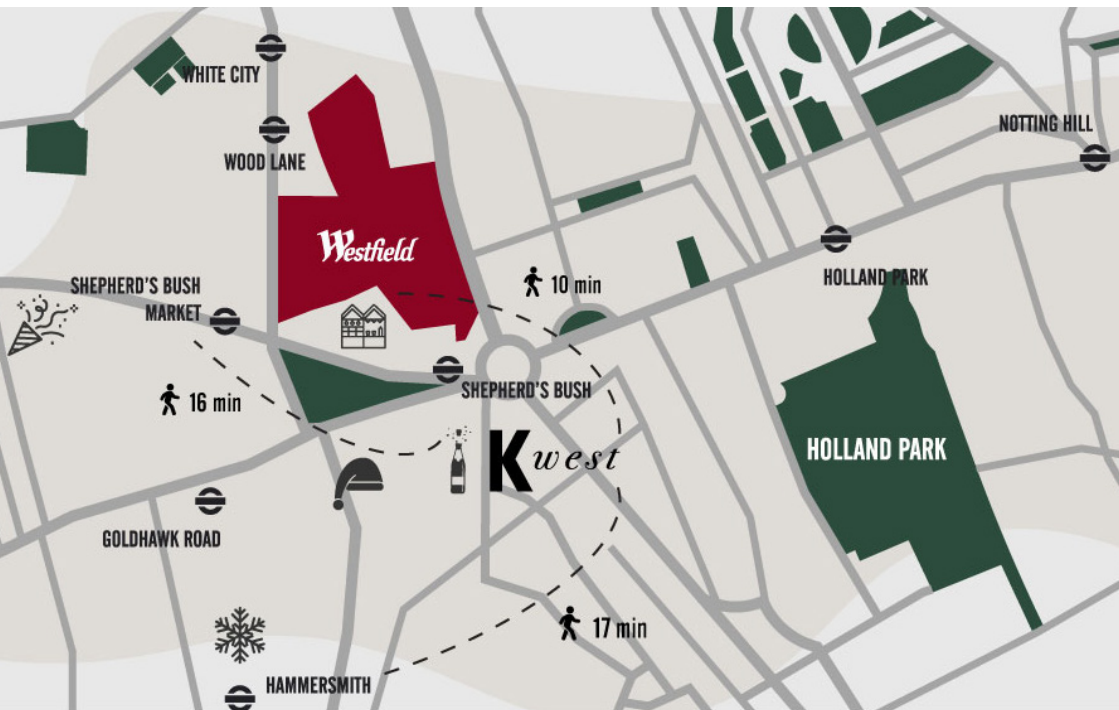 WHITE CITY
NOTTING HILL
WOOD LANE
Westfield
HOLLAND PARK
SHEPHERD'S BUSH
MARKET
10 min
SHEPHERD'S BUSH
16 min
K west
HOLLAND PARK
GOLDHAWK ROAD
17 min
HAMMERSMITH